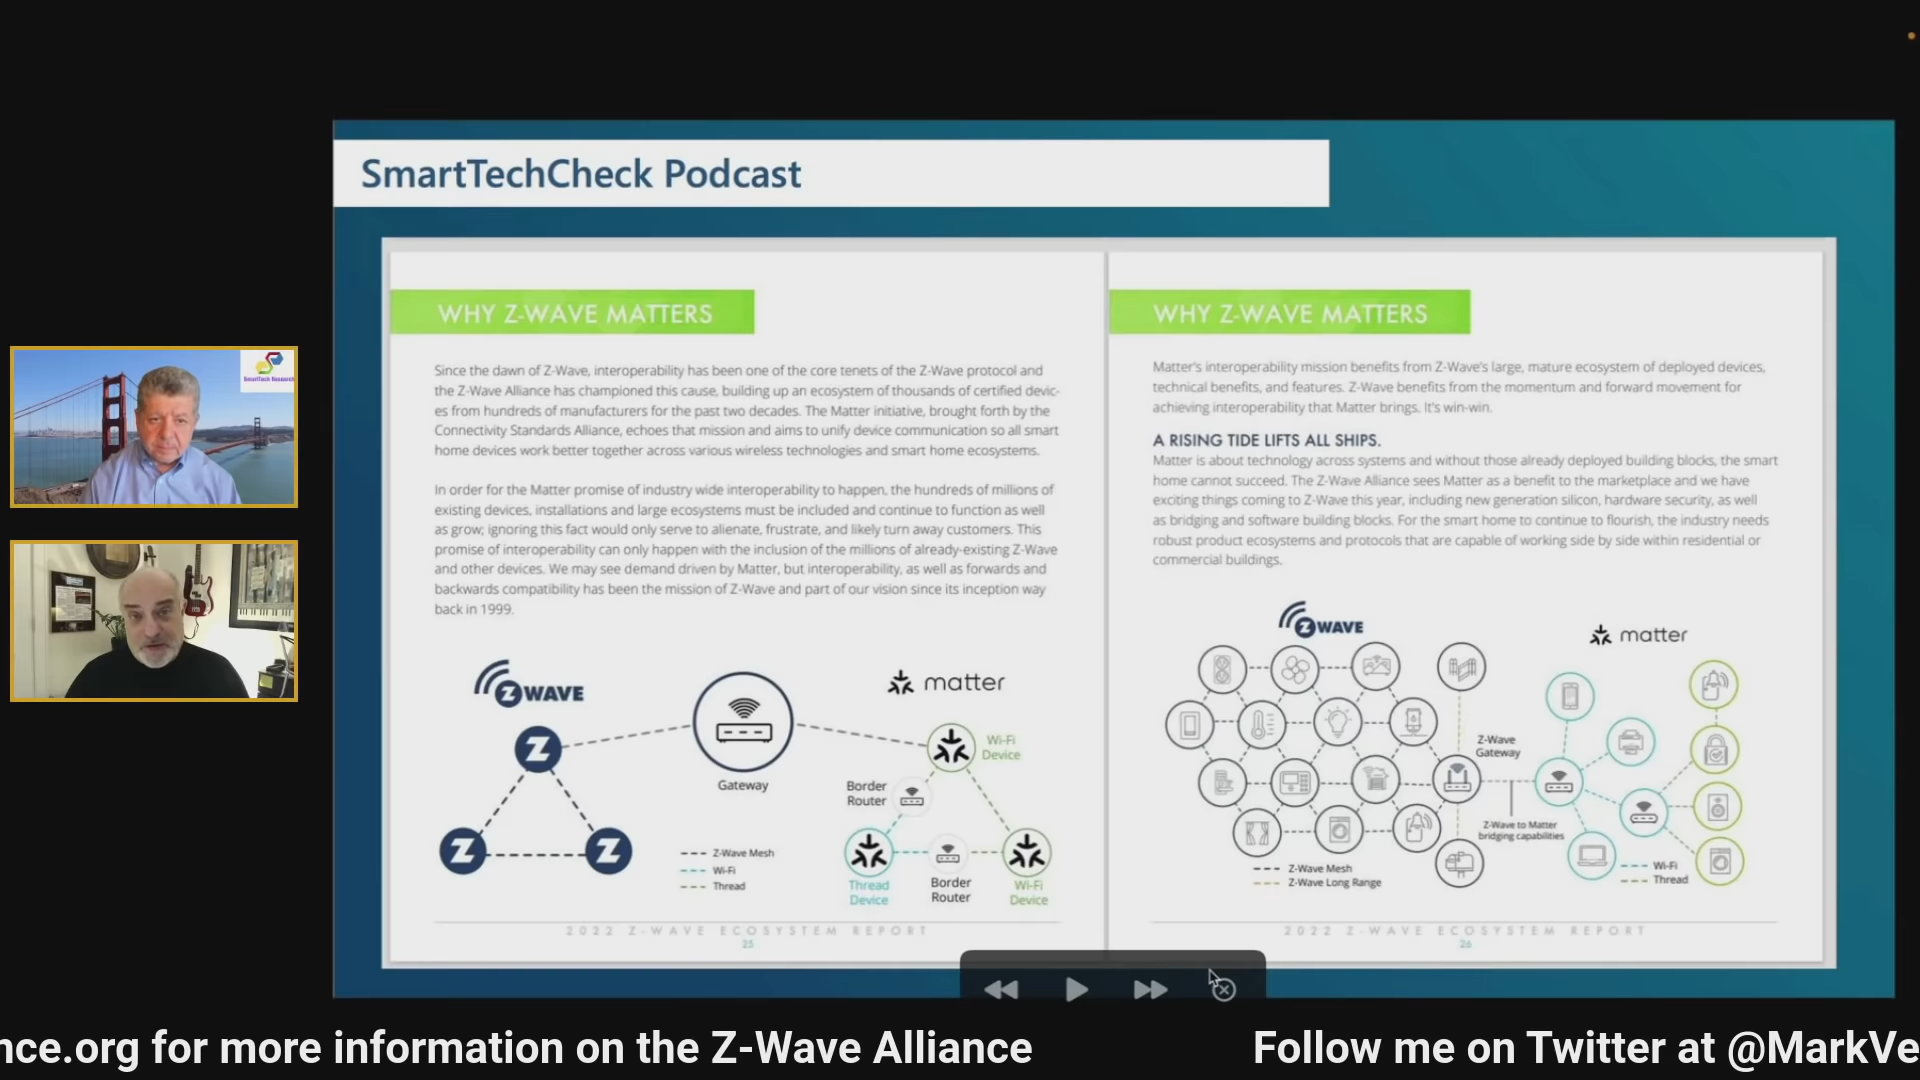 SmartTechCheck Podcast
SmartTech Research
WHY Z-WAVE MATTERS
Since the dawn of Z-Wave, interoperability has been one of the core tenets of the Z-Wave protocol and
the Z-Wave Alliance has championed this cause, building up an ecosystem of thousands of certified devic-
es from hundreds of manufacturers for the past two decades. The Matter initiative, brought forth by the
Connectivity Standards Alliance, echoes that mission and aims to unify device communication so all smart
home devices work better together across various wireless technologies and smart home ecosystems.
In order for the Matter promise of industry wide interoperability to happen, the hundreds of millions of
existing devices, installations and large ecosystems must be included and continue to function as well
as grow; ignoring this fact would only serve to alienate, frustrate, and likely turn away customers. This
promise of interoperability can only happen with the inclusion of the millions of already-existing Z-Wave
and other devices. We may see demand driven by Matter, but interoperability, as well as forwards and
backwards compatibility has been the mission of Z-Wave and part of our vision since its inception way
back in 1999.
Z WAVE
matter
Z
Z
Z
Gateway
Wi-Fi
Device
Border
Router
Thread
Device
Border
Router
Wi-Fi
Device
Z-Wave Mesh
Wi-Fi
Thread
2022 Z-WAVE ECOSYSTEM REPORT
25
WHY Z-WAVE MATTERS
Matter's interoperability mission benefits from Z-Wave's large, mature ecosystem of deployed devices,
technical benefits, and features. Z-Wave benefits from the momentum and forward movement for
achieving interoperability that Matter brings. It's win-win.
A RISING TIDE LIFTS ALL SHIPS.
Matter is about technology across systems and without those already deployed building blocks, the smart
home cannot succeed. The Z-Wave Alliance sees Matter as a benefit to the marketplace and we have
exciting things coming to Z-Wave this year, including new generation silicon, hardware security, as well
as bridging and software building blocks. For the smart home to continue to flourish, the industry needs
robust product ecosystems and protocols that are capable of working side by side within residential or
commercial buildings.
Z WAVE
matter
Z-Wave
Gateway
Z-Wave to Matter
bridging capabilities
Z-Wave Mesh
Z-Wave Long Range
Wi-Fi
Thread
2022 Z-WAVE ECOSYSTEM REPORT
26
nce.org for more information on the Z-Wave Alliance
Follow me on Twitter at @MarkVe